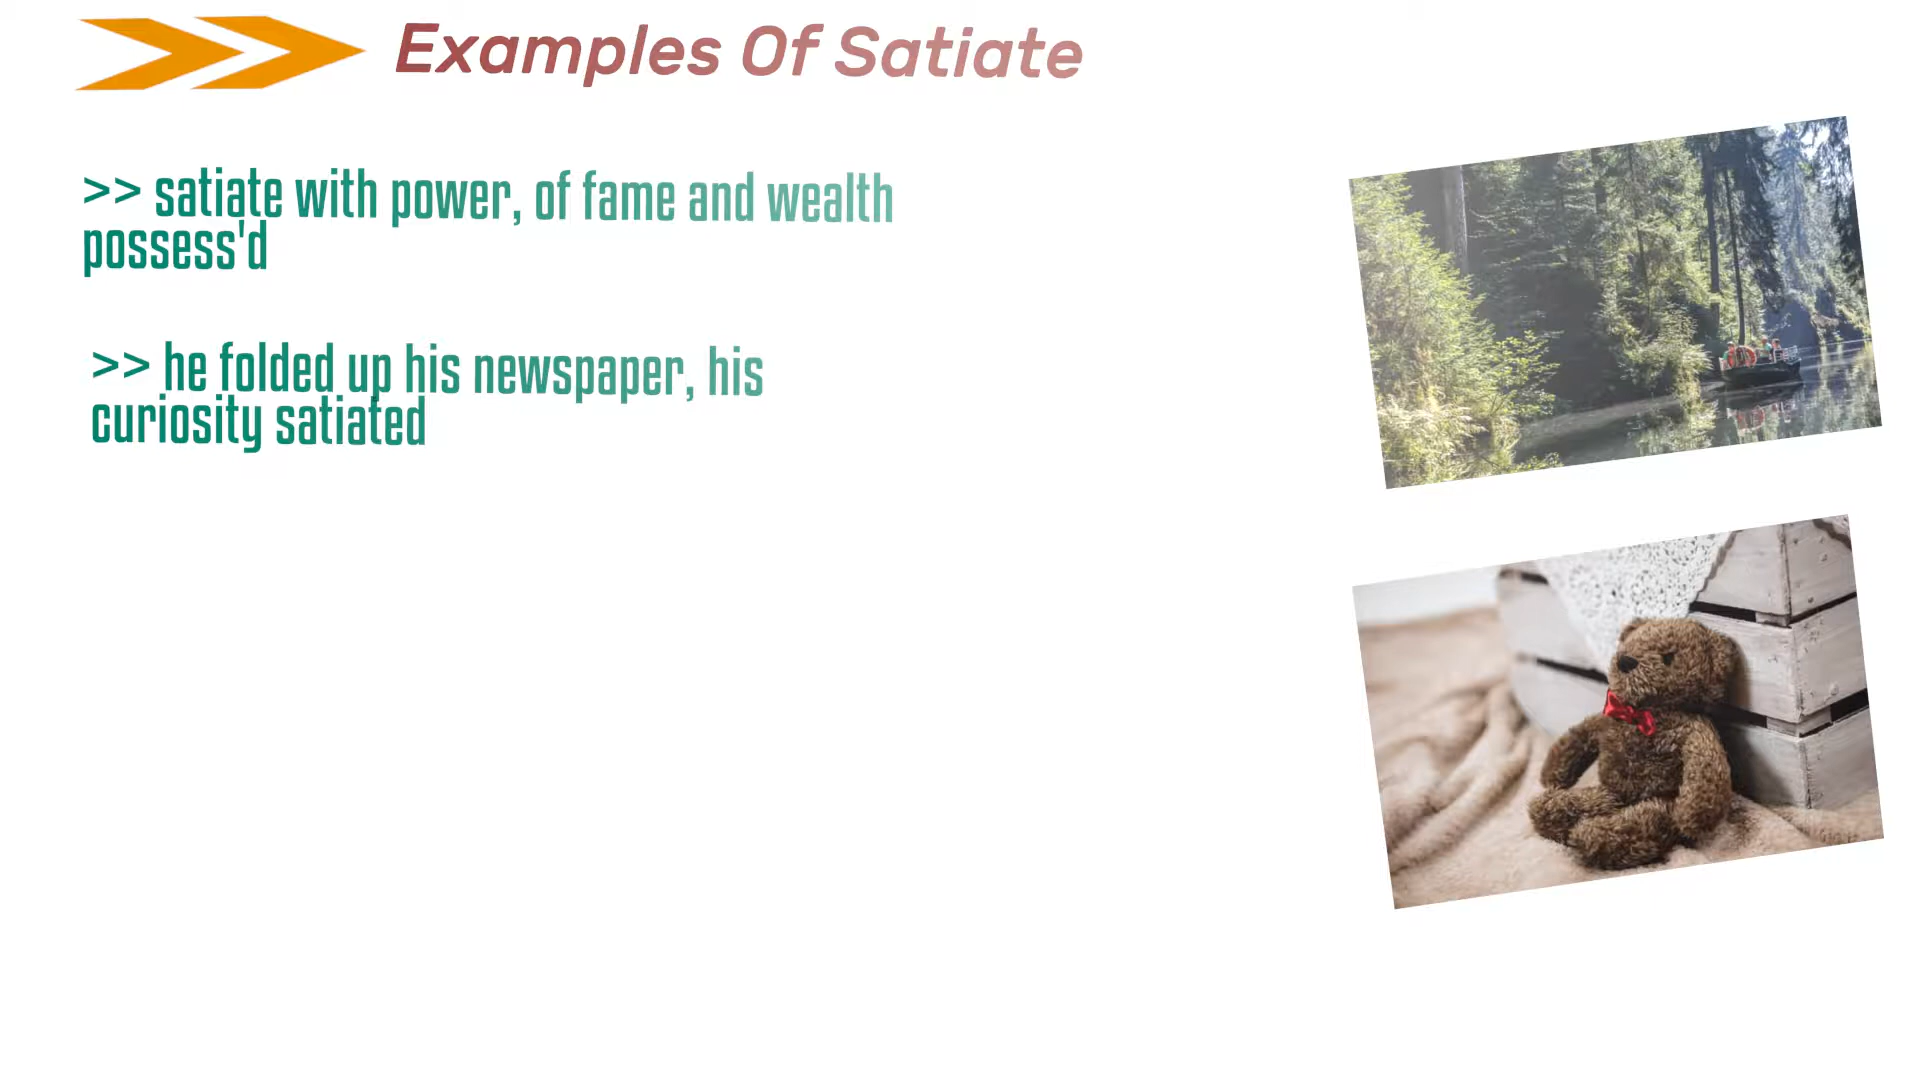 Examples Of Satiate
>> satiate with power, of fame and wealth
possess'd
>> he folded up his newspaper, his
curiosity satiated